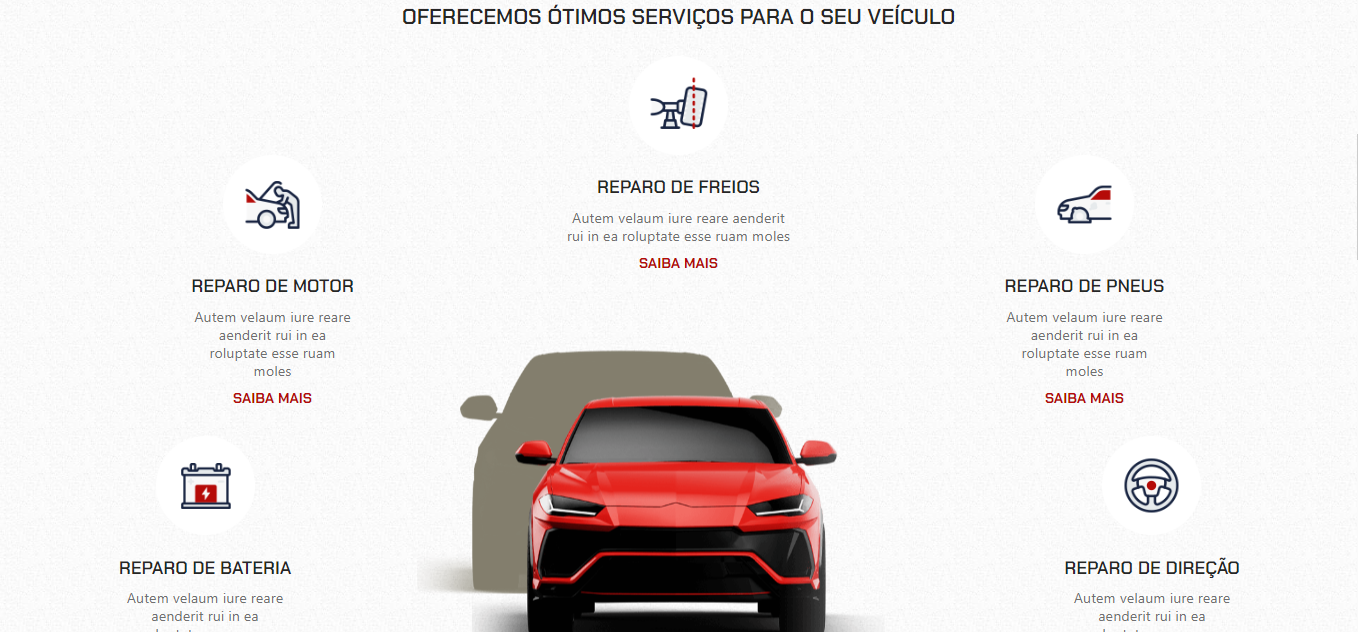 OFERECEMOS ÓTIMOS SERVIÇOS PARA O SEU VEÍCULO
REPARO DE FREIOS
Autem velaum iure reare aenderit
rui in ea roluptate esse ruam moles
SAIBA MAIS
REPARO DE MOTOR
Autem velaum iure reare
aenderit rui in ea
roluptate esse ruam
moles
SAIBA MAIS
REPARO DE PNEUS
Autem velaum iure reare
aenderit rui in ea
roluptate esse ruam
moles
SAIBA MAIS
REPARO DE BATERIA
Autem velaum iure reare
aenderit rui in ea
REPARO DE DIREÇÃO
Autem velaum iure reare
aenderit rui in ea